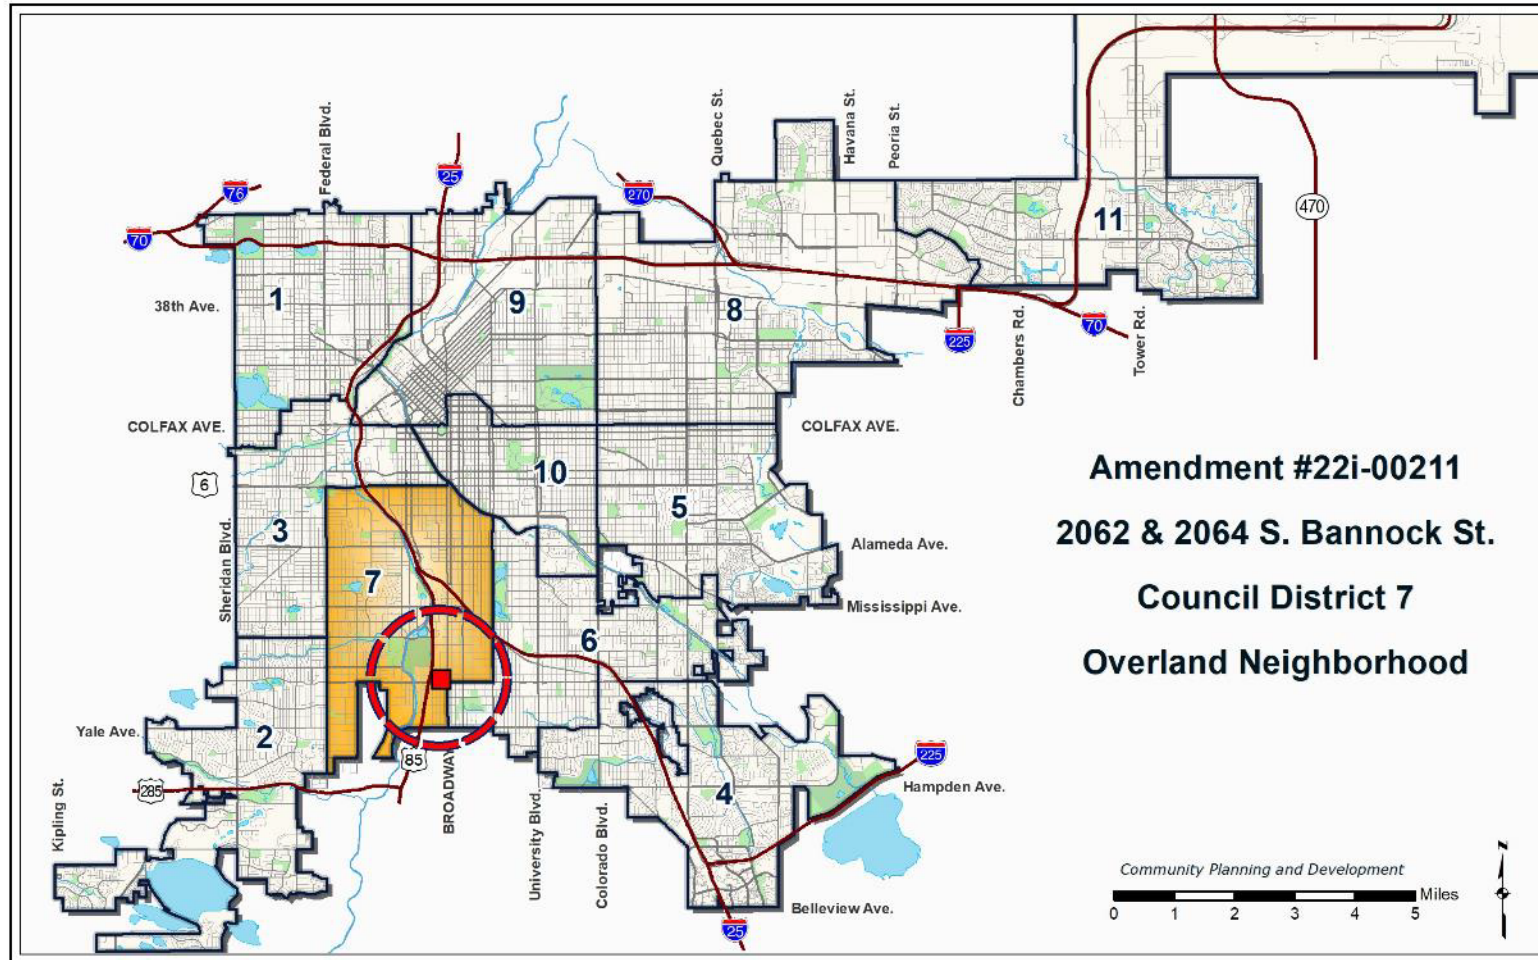 Federal Blvd.
Quebec St.
Havana St.
Peoria St.
76
25
270
70
470
11
38th Ave.
1
9
8
225
70
Chambers Rd.
Tower Rd.
COLFAX AVE.
COLFAX AVE.
6
10
5
3
Sheridan Blvd.
Alameda Ave.
7
Mississippi Ave.
6
Amendment #22i-00211
2062 & 2064 S. Bannock St.
Council District 7
Overland Neighborhood
Yale Ave.
2
85
BROADWAY
225
285
Kipling St.
University Blvd.
Colorado Blvd.
4
Hampden Ave.
Belleview Ave.
25
Community Planning and Development
Miles
0 1 2 3 4 5
N